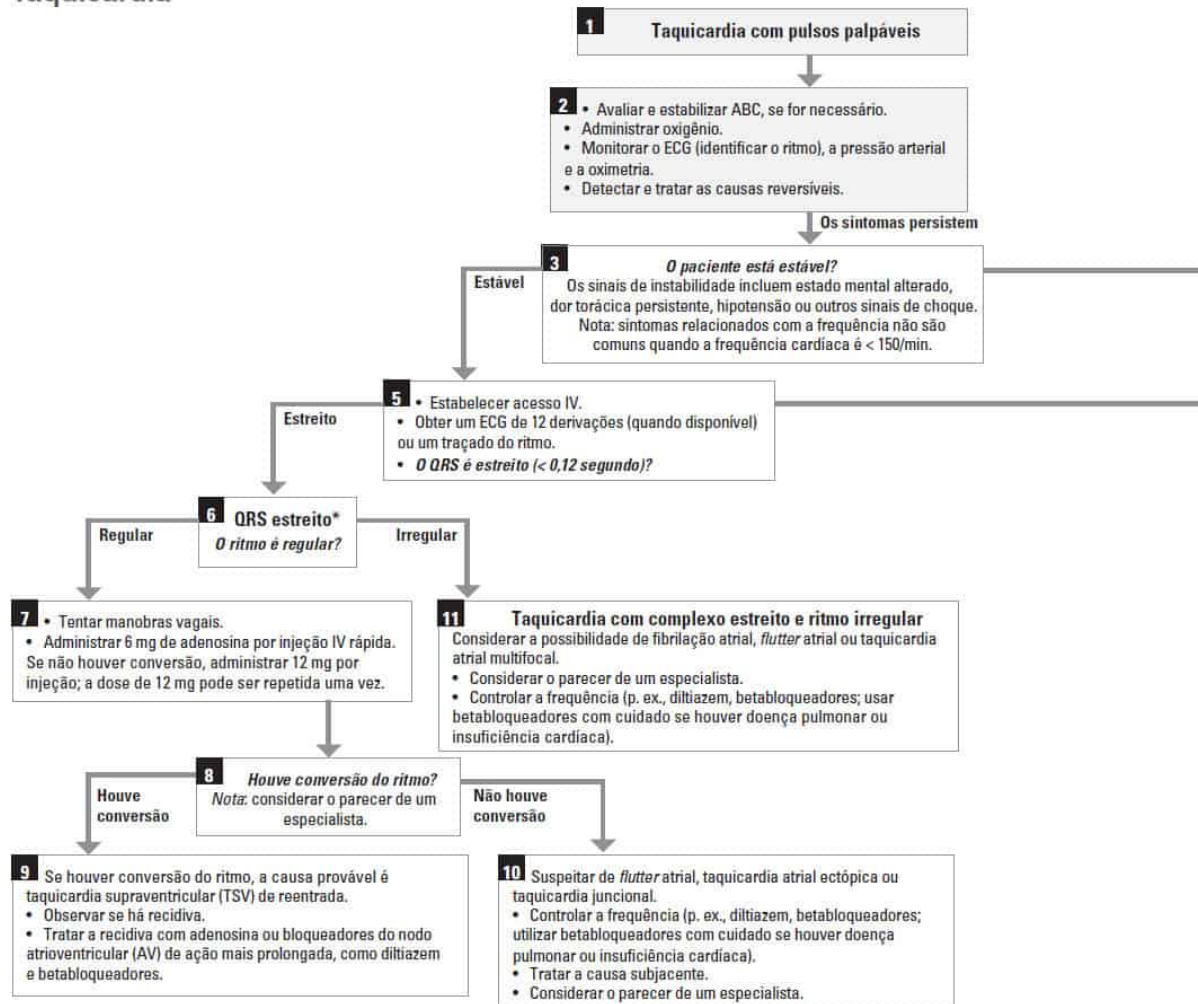 Taquicardia
1 Taquicardia com pulsos palpáveis
2 • Avaliar e estabilizar ABC, se for necessário.
• Administrar oxigênio.
• Monitorar o ECG (identificar o ritmo), a pressão arterial
e a oximetria.
• Detectar e tratar as causas reversíveis.
Os sintomas persistem
3 O paciente está estável?
Os sinais de instabilidade incluem estado mental alterado,
dor torácica persistente, hipotensão ou outros sinais de choque.
Nota: sintomas relacionados com a frequência não são
comuns quando a frequência cardíaca é < 150/min.
Estável
5 • Estabelecer acesso IV.
• Obter um ECG de 12 derivações (quando disponível)
ou um traçado do ritmo.
• O QRS é estreito (< 0,12 segundo)?
Estreito
6 QRS estreito*
O ritmo é regular?
Regular
Irregular
7 • Tentar manobras vagais.
• Administrar 6 mg de adenosina por injeção IV rápida.
Se não houver conversão, administrar 12 mg por
injeção; a dose de 12 mg pode ser repetida uma vez.
11 Taquicardia com complexo estreito e ritmo irregular
Considerar a possibilidade de fibrilação atrial, flutter atrial ou taquicardia
atrial multifocal.
• Considerar o parecer de um especialista.
• Controlar a frequência (p. ex., diltiazem, betabloqueadores; usar
betabloqueadores com cuidado se houver doença pulmonar ou
insuficiência cardíaca).
8 Houve conversão do ritmo?
Nota: considerar o parecer de um
especialista.
Houve
conversão
Não houve
conversão
9 Se houver conversão do ritmo, a causa provável é
taquicardia supraventricular (TSV) de reentrada.
• Observar se há recidiva.
• Tratar a recidiva com adenosina ou bloqueadores do nodo
atrioventricular (AV) de ação mais prolongada, como diltiazem
e betabloqueadores.
10 Suspeitar de flutter atrial, taquicardia atrial ectópica ou
taquicardia juncional.
• Controlar a frequência (p. ex., diltiazem, betabloqueadores;
utilizar betabloqueadores com cuidado se houver doença
pulmonar ou insuficiência cardíaca).
• Tratar a causa subjacente.
• Considerar o parecer de um especialista.